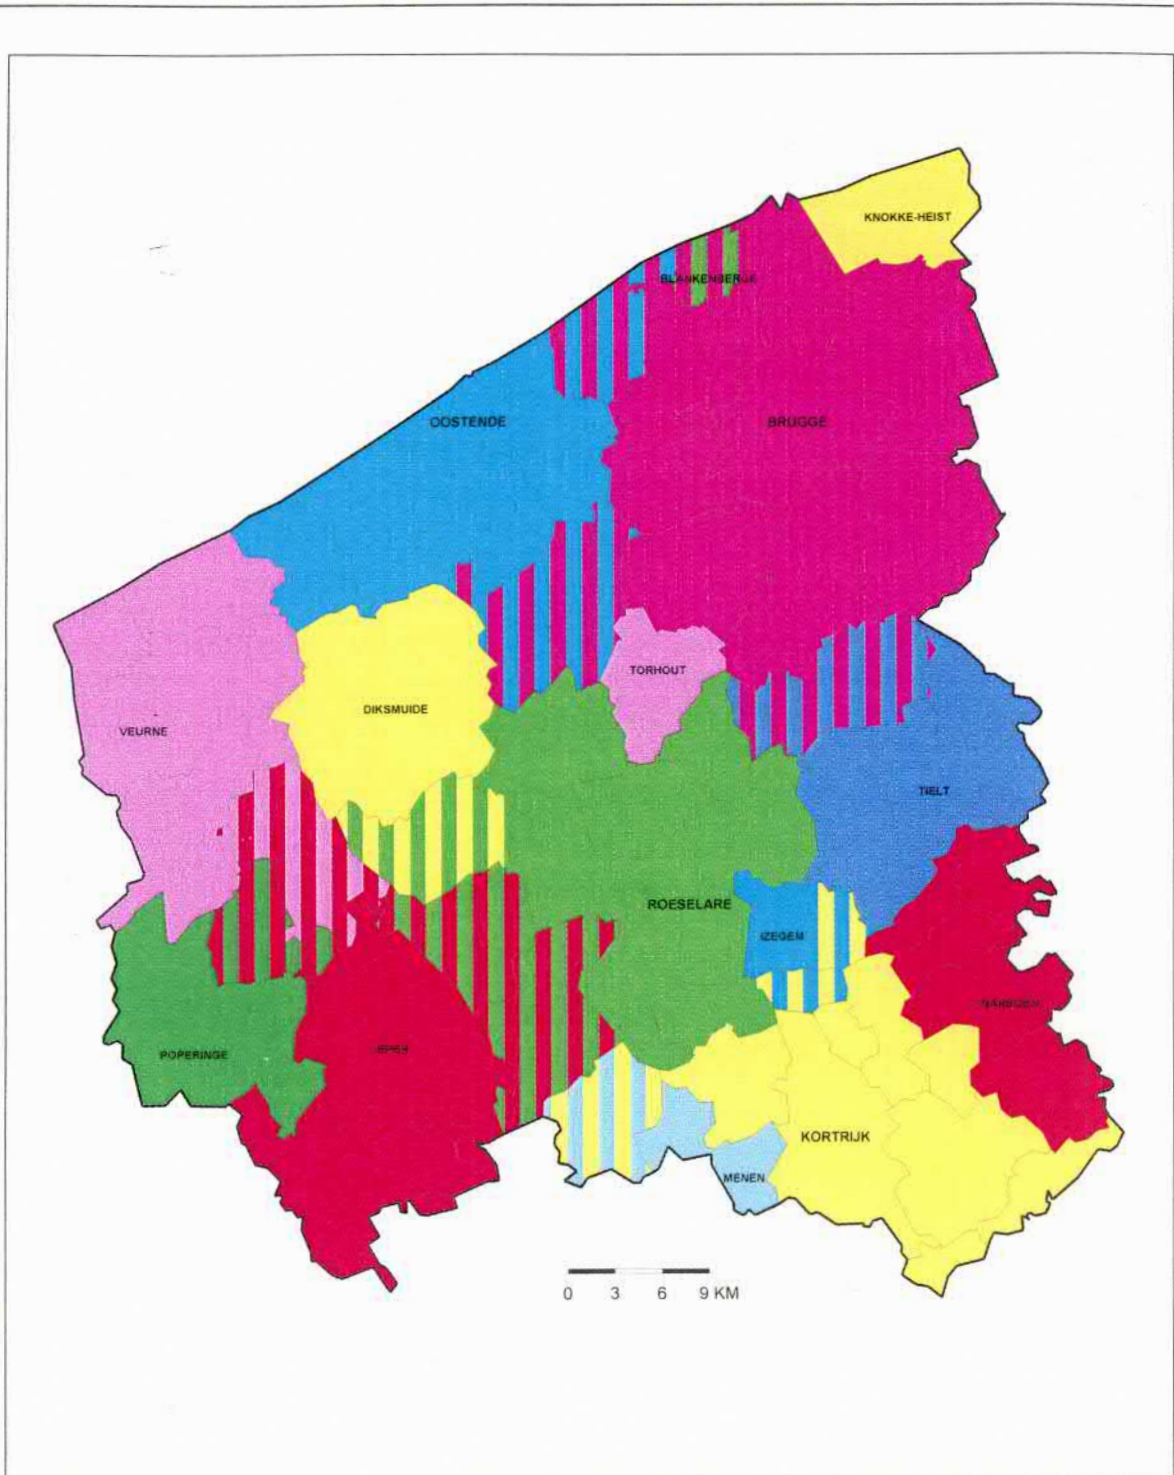 KNOKKE-HEIST
BLANKENBERGE
OOSTENDE
BRUGGE
TORHOUT
DIKSMUIDE
VEURNE
TIELT
ROESELARE
IZEGEM
POPERINGE
IEPER
KORTRIJK
MENEN
0 3 6 9 KM